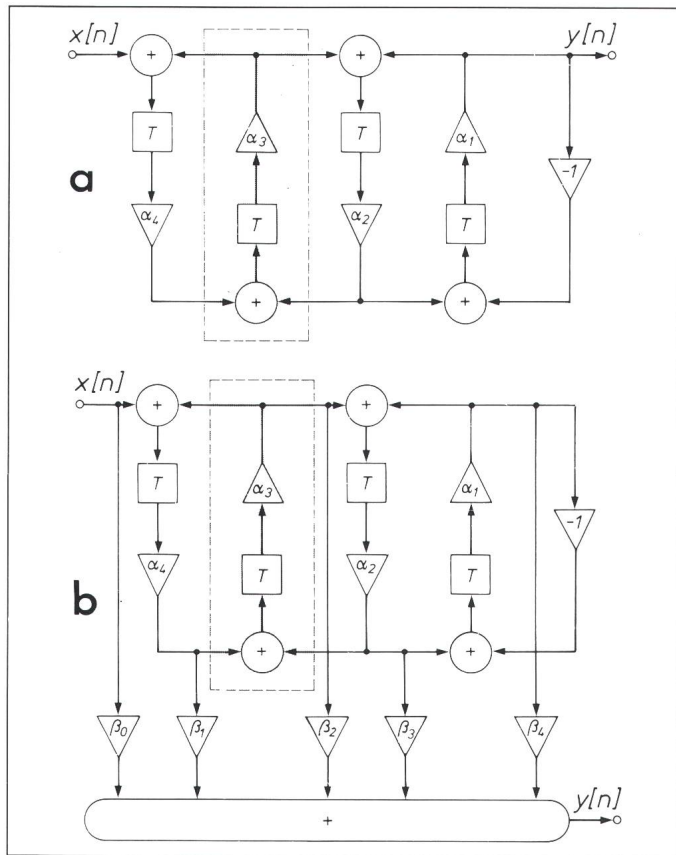 x[n] + + y[n]
T α₃ T α₁
-1
a α₄ T α₂ T
+ +
x[n]
+ +
T α₃ T α₁ -1
α₄ T α₂ T
b + +
β₀ β₁ β₂ β₃ β₄
+ y[n]